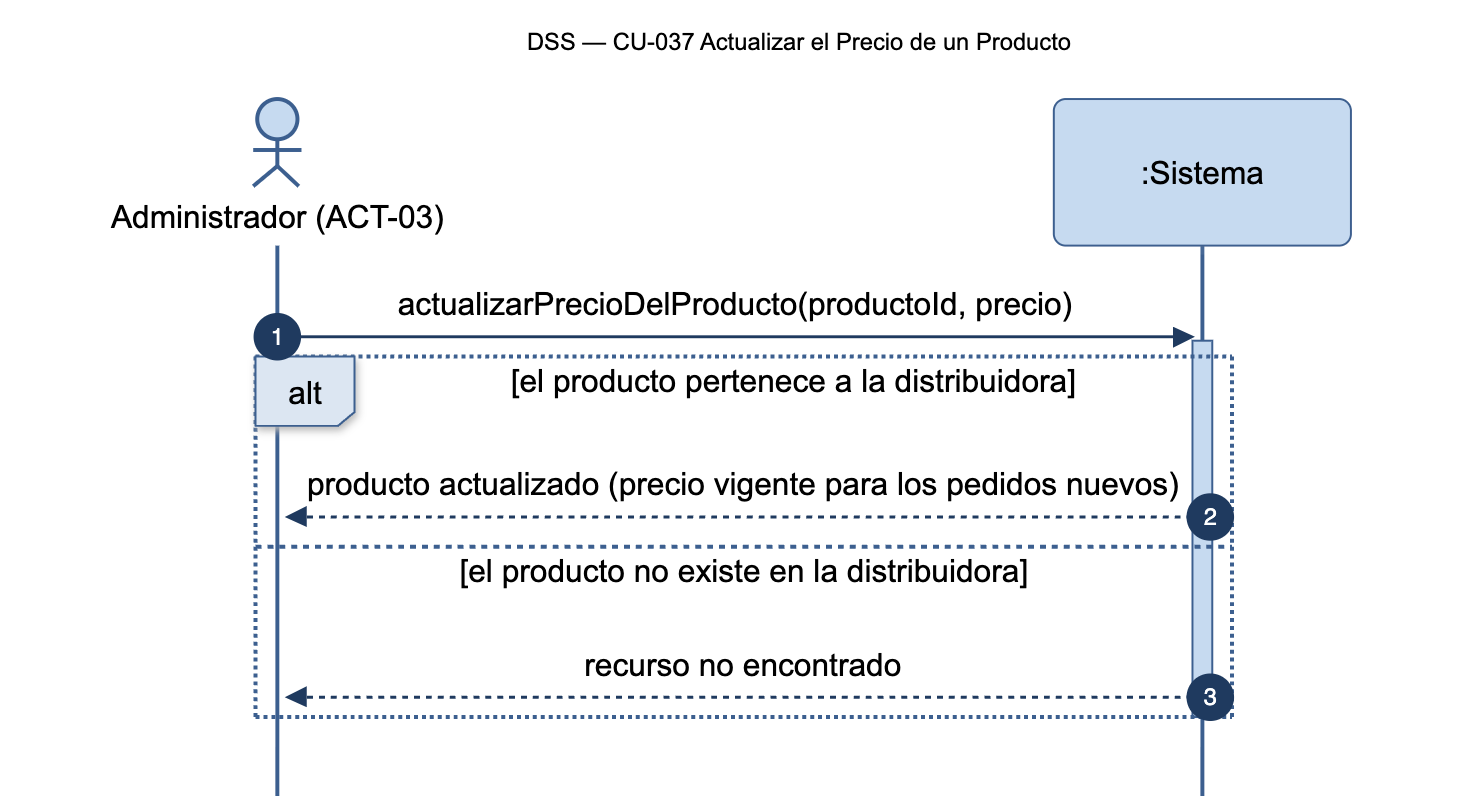 DSS — CU-037 Actualizar el Precio de un Producto
Administrador (ACT-03)
:Sistema
actualizarPrecioDelProducto(productoId, precio)
1
alt
[el producto pertenece a la distribuidora]
producto actualizado (precio vigente para los pedidos nuevos)
2
[el producto no existe en la distribuidora]
recurso no encontrado
3